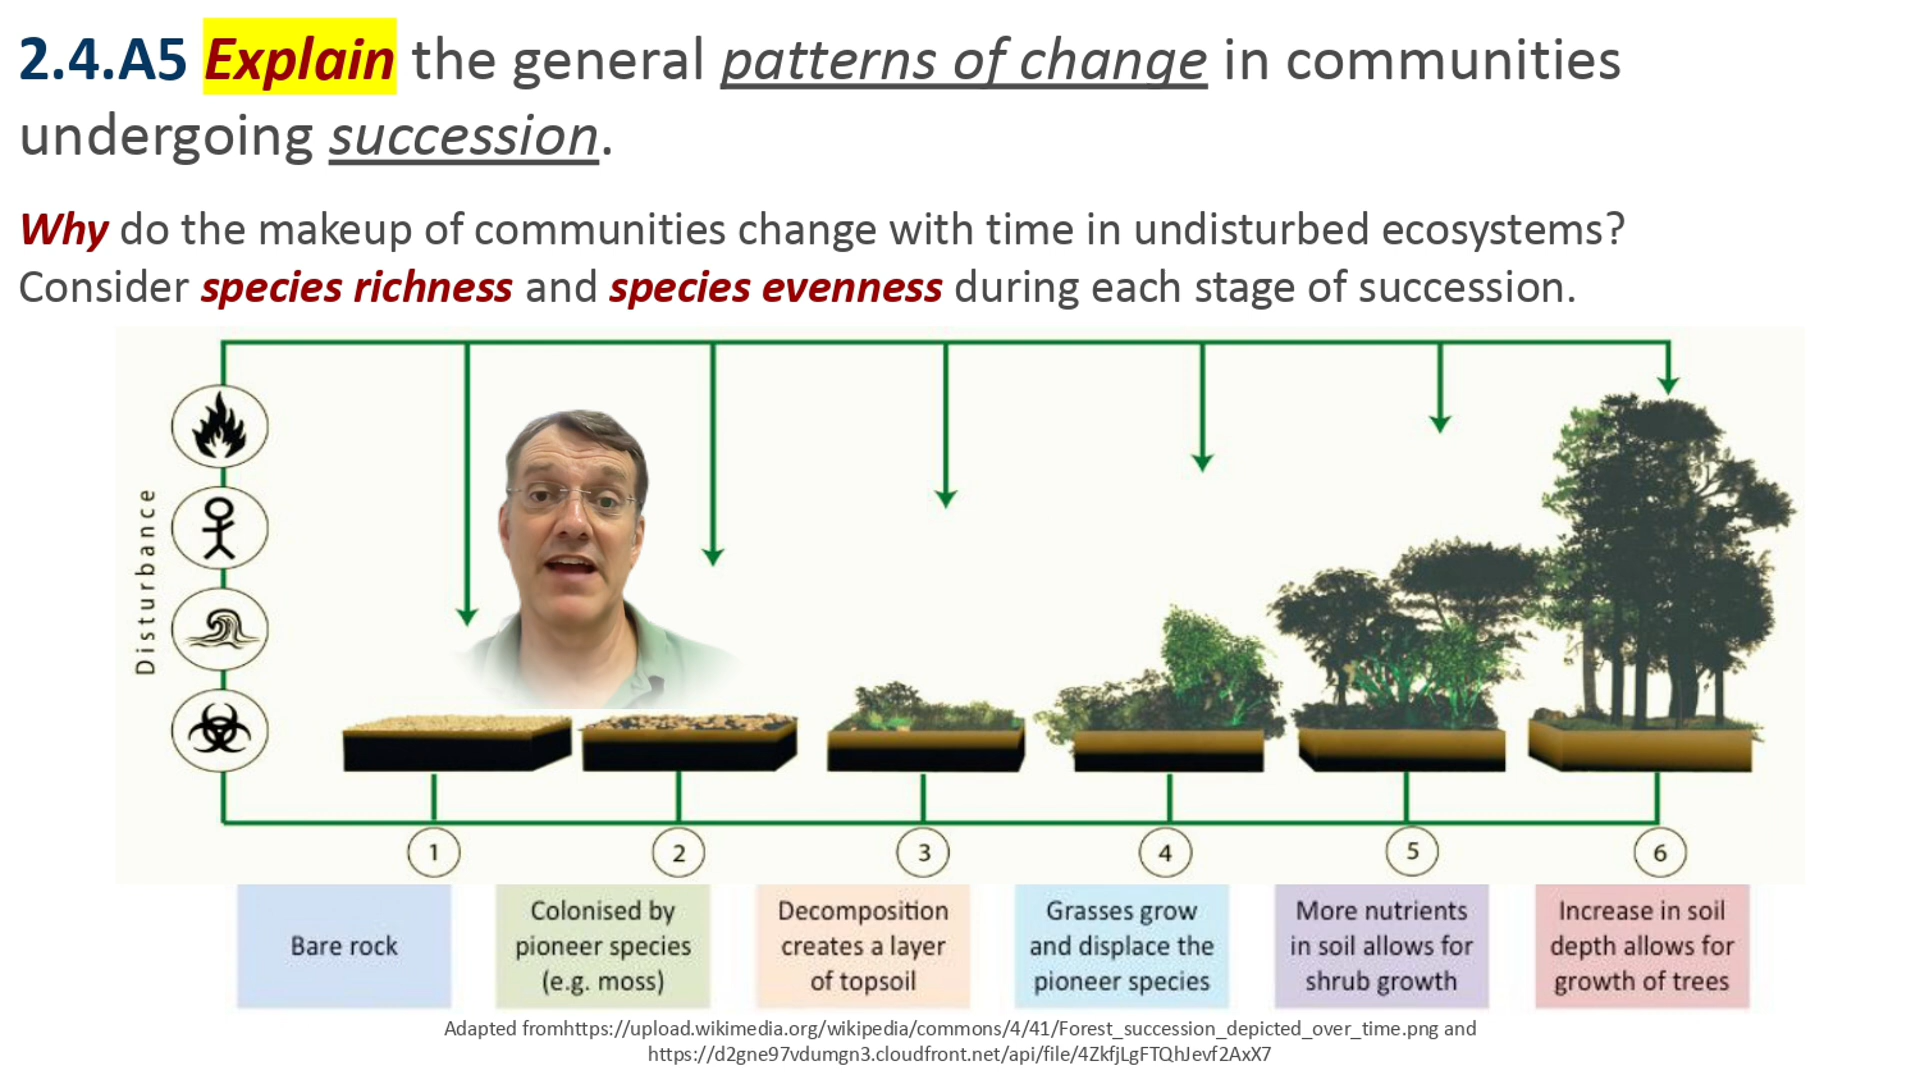 2.4.A5 Explain the general patterns of change in communities
undergoing succession.
Why do the makeup of communities change with time in undisturbed ecosystems?
Consider species richness and species evenness during each stage of succession.
Disturbance
1
2
3
4
5
6
Bare rock
Colonised by
pioneer species
(e.g. moss)
Decomposition
creates a layer
of topsoil
Grasses grow
and displace the
pioneer species
More nutrients
in soil allows for
shrub growth
Increase in soil
depth allows for
growth of trees
Adapted fromhttps://upload.wikimedia.org/wikipedia/commons/4/41/Forest_succession_depicted_over_time.png and
https://d2gne97vdumgn3.cloudfront.net/api/file/4ZkfjLgFTQhJevf2AxX7